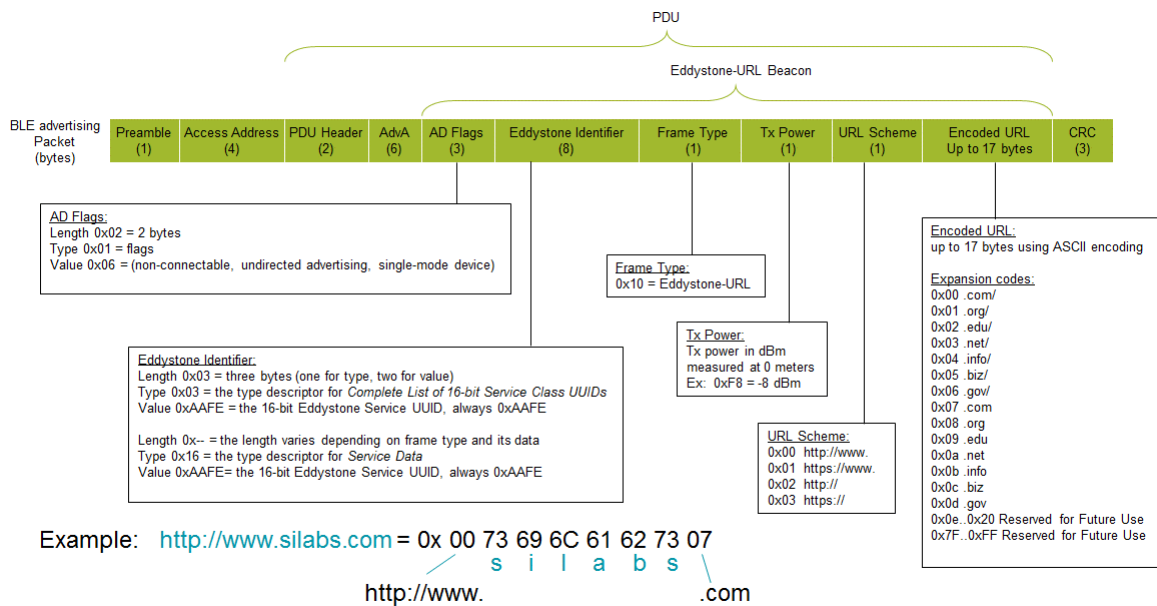 PDU
Eddystone-URL Beacon
BLE advertising
Packet
(bytes)
Preamble
(1)
Access Address
(4)
PDU Header
(2)
AdvA
(6)
AD Flags
(3)
Eddystone Identifier
(8)
Frame Type
(1)
Tx Power
(1)
URL Scheme
(1)
Encoded URL
Up to 17 bytes
CRC
(3)
AD Flags:
Length 0x02 = 2 bytes
Type 0x01 = flags
Value 0x06 = (non-connectable, undirected advertising, single-mode device)
Eddystone Identifier:
Length 0x03 = three bytes (one for type, two for value)
Type 0x03 = the type descriptor for Complete List of 16-bit Service Class UUIDs
Value 0xAAFE = the 16-bit Eddystone Service UUID, always 0xAAFE
Length 0x-- = the length varies depending on frame type and its data
Type 0x16 = the type descriptor for Service Data
Value 0xAAFE= the 16-bit Eddystone Service UUID, always 0xAAFE
Frame Type:
0x10 = Eddystone-URL
Tx Power:
Tx power in dBm
measured at 0 meters
Ex: 0xF8 = -8 dBm
URL Scheme:
0x00 http://www.
0x01 https://www.
0x02 http://
0x03 https://
Encoded URL:
up to 17 bytes using ASCII encoding
Expansion codes:
0x00 .com/
0x01 .org/
0x02 .edu/
0x03 .net/
0x04 .info/
0x05 .biz/
0x06 .gov/
0x07 .com
0x08 .org
0x09 .edu
0x0a .net
0x0b .info
0x0c .biz
0x0d .gov
0x0e..0x20 Reserved for Future Use
0x7F..0xFF Reserved for Future Use
Example: http://www.silabs.com = 0x 00 73 69 6C 61 62 73 07
s i l a b s
http://www. .com